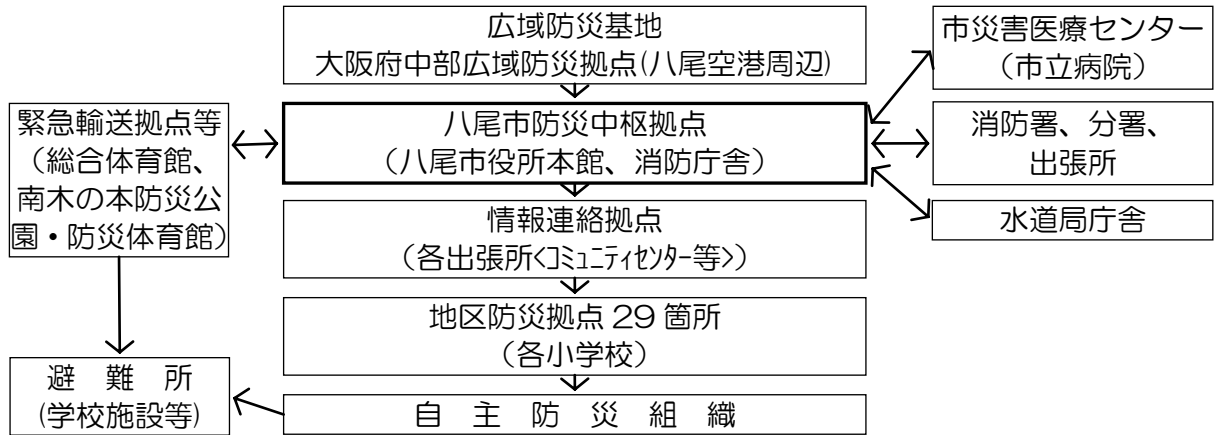 広域防災基地
大阪府中部広域防災拠点(八尾空港周辺)
市災害医療センター
（市立病院）
緊急輸送拠点等
（総合体育館、
南木の本防災公
園・防災体育館）
八尾市防災中枢拠点
（八尾市役所本館、消防庁舎）
消防署、分署、
出張所
情報連絡拠点
（各出張所<ｺﾐｭﾆﾃｨｾﾝﾀｰ等>）
水道局庁舎
地区防災拠点 29 箇所
（各小学校）
避　難　所
(学校施設等)
自　主　防　災　組　織